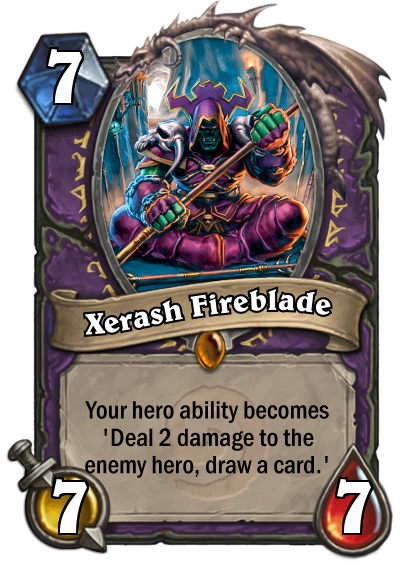 7
Xerash Fireblade
Your hero ability becomes
'Deal 2 damage to the
enemy hero, draw a card.'
7
7